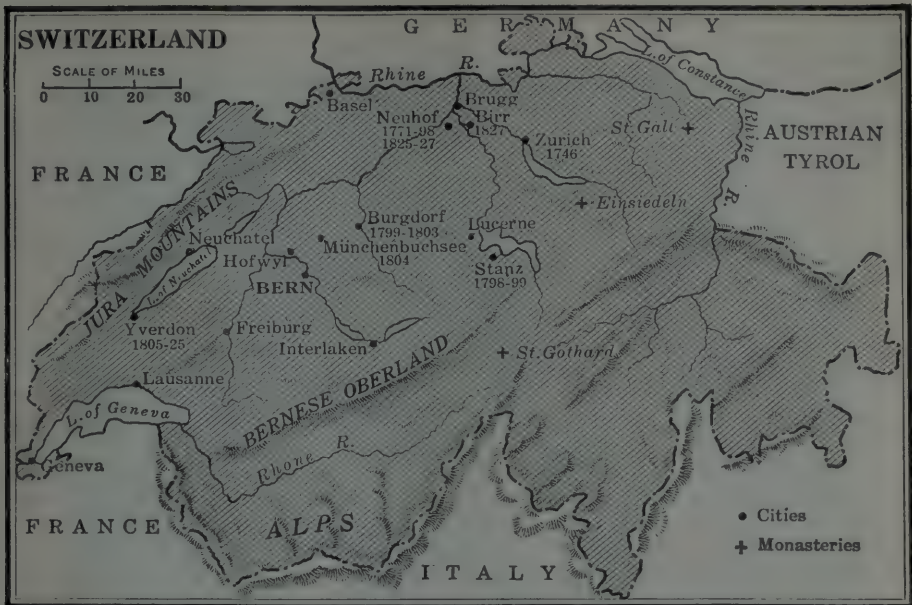 GERMANY
SWITZERLAND
SCALE OF MILES
0 10 20 30
Rhine R.
L. of Constance
Basel
Brugg
Neuhof
1771-98
1825-27
Birr
1827
Zurich
1746
St. Gall
Rhine R.
AUSTRIAN
TYROL
FRANCE
JURA MOUNTAINS
Einsiedeln
Burgdorf
1799-1803
Lucerne
Neuchatel
Münchenbuchsee
1804
Hofwyl
L. of Neuchatel
BERN
Stanz
1798-99
Yverdon
1805-25
Freiburg
Interlaken
St. Gothard
Lausanne
BERNESE OBERLAND
L. of Geneva
Rhone R.
Geneva
FRANCE
ALPS
ITALY
• Cities
+ Monasteries